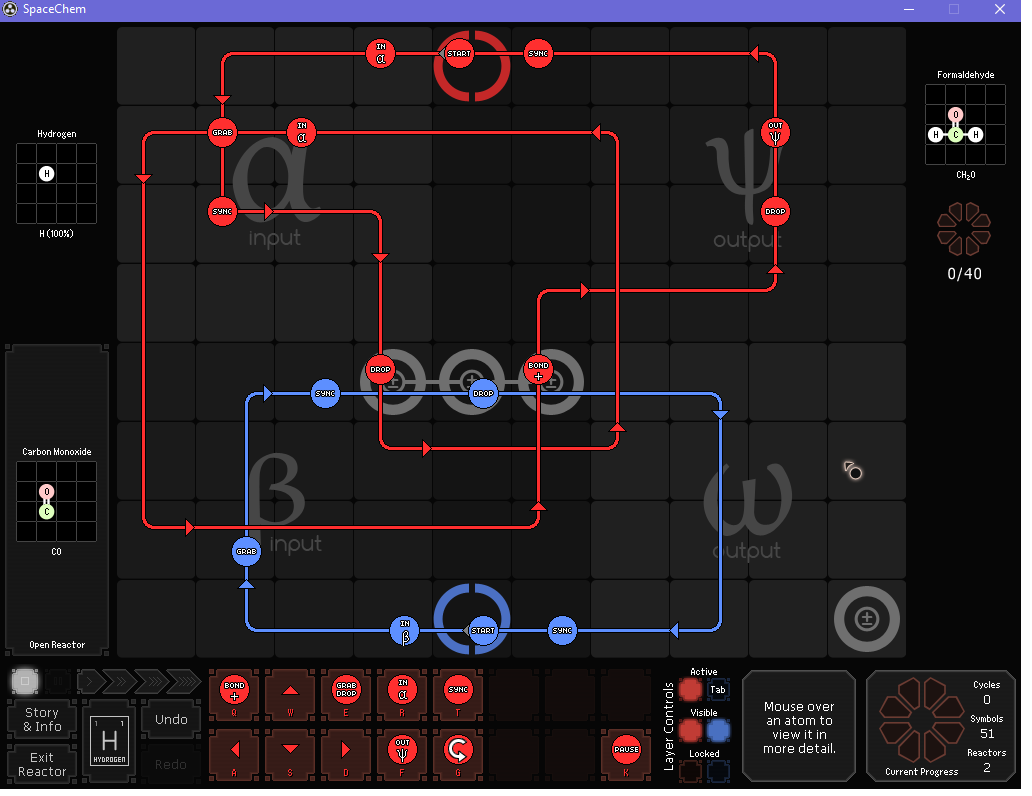 SpaceChem
IN
α
START
SYNC
Formaldehyde
O
H C H
CH₂O
Hydrogen
H
H (100%)
GRAB
IN
α
OUT
ψ
α
input
ψ
output
SYNC
DROP
0/40
DROP
BOND
+
SYNC
DROP
Carbon Monoxide
O
C
CO
β
input
ω
output
GRAB
IN
β
START
SYNC
Open Reactor
Story
& Info
Undo
1 1
H
HYDROGEN
Exit
Reactor
Redo
BOND
+
Q
W
GRAB
DROP
E
IN
α
R
SYNC
T
A
S
D
OUT
ψ
F
G
PAUSE
K
Layer Controls
Active
Tab
Visible
Locked
Mouse over
an atom to
view it in
more detail.
Current Progress
Cycles
0
Symbols
51
Reactors
2